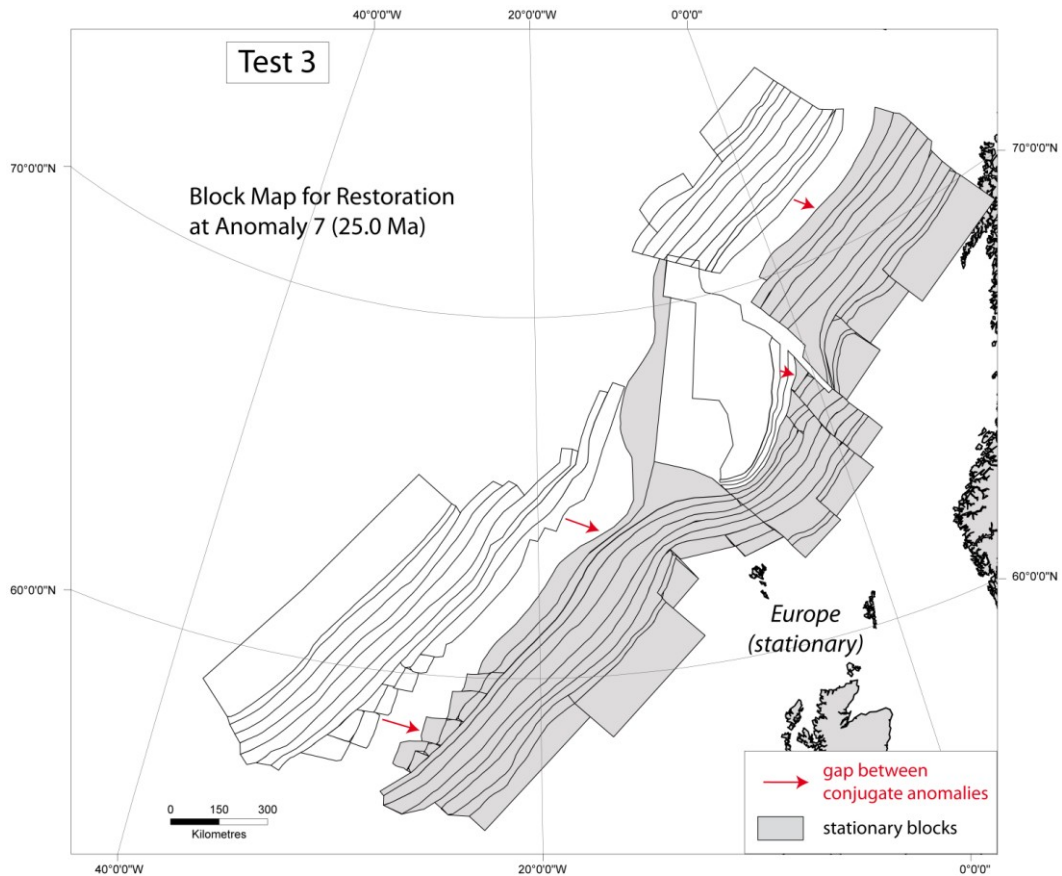 40°0'0"W
20°0'0"W
0°0'0"
Test 3
70°0'0"N
70°0'0"N
Block Map for Restoration
at Anomaly 7 (25.0 Ma)
60°0'0"N
60°0'0"N
Europe
(stationary)
gap between
conjugate anomalies
stationary blocks
0 150 300
Kilometres
40°0'0"W
20°0'0"W
0°0'0"